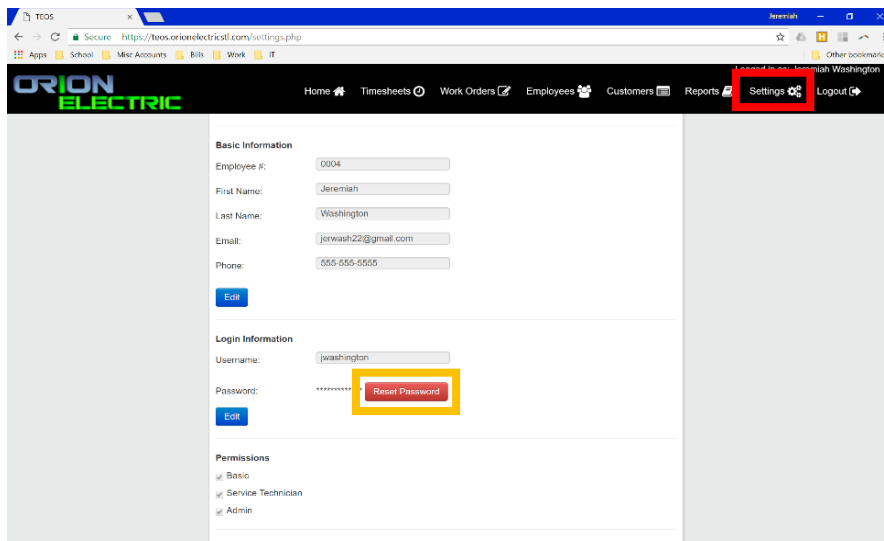 TEOS
Jeremiah
Secure https://teos.orionelectricstl.com/settings.php
Apps School Misc Accounts Bills Work IT Other bookmark
Logged in as: Jeremiah Washington
ORION
ELECTRIC
Home Timesheets Work Orders Employees Customers Reports Settings Logout
Basic Information
Employee #: 0004
First Name: Jeremiah
Last Name: Washington
Email: jerwash22@gmail.com
Phone: 555-555-5555
Edit
Login Information
Username: jwashington
Password: ************* Reset Password
Edit
Permissions
Basic
Service Technician
Admin